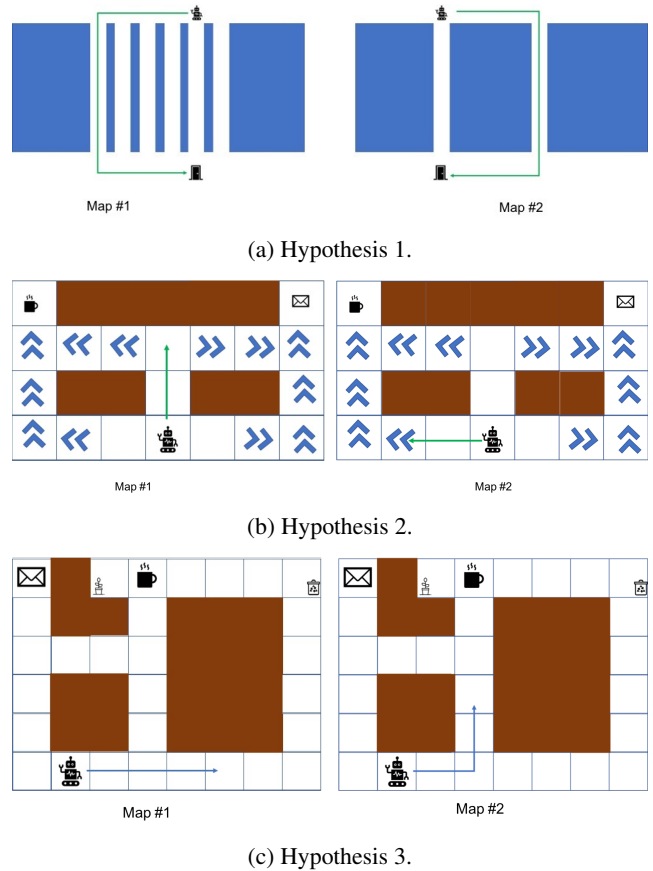 Map #1
Map #2
(a) Hypothesis 1.
Map #1
Map #2
(b) Hypothesis 2.
Map #1
Map #2
(c) Hypothesis 3.